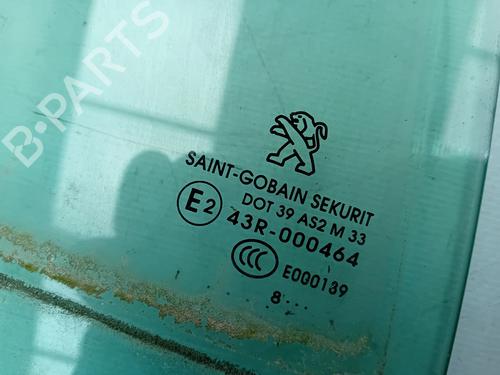 B-PARTS
SAINT-GOBAIN SEKURIT
DOT 39 AS2 M 33
E2 43R-000464
CCC E000139
. 8 ...